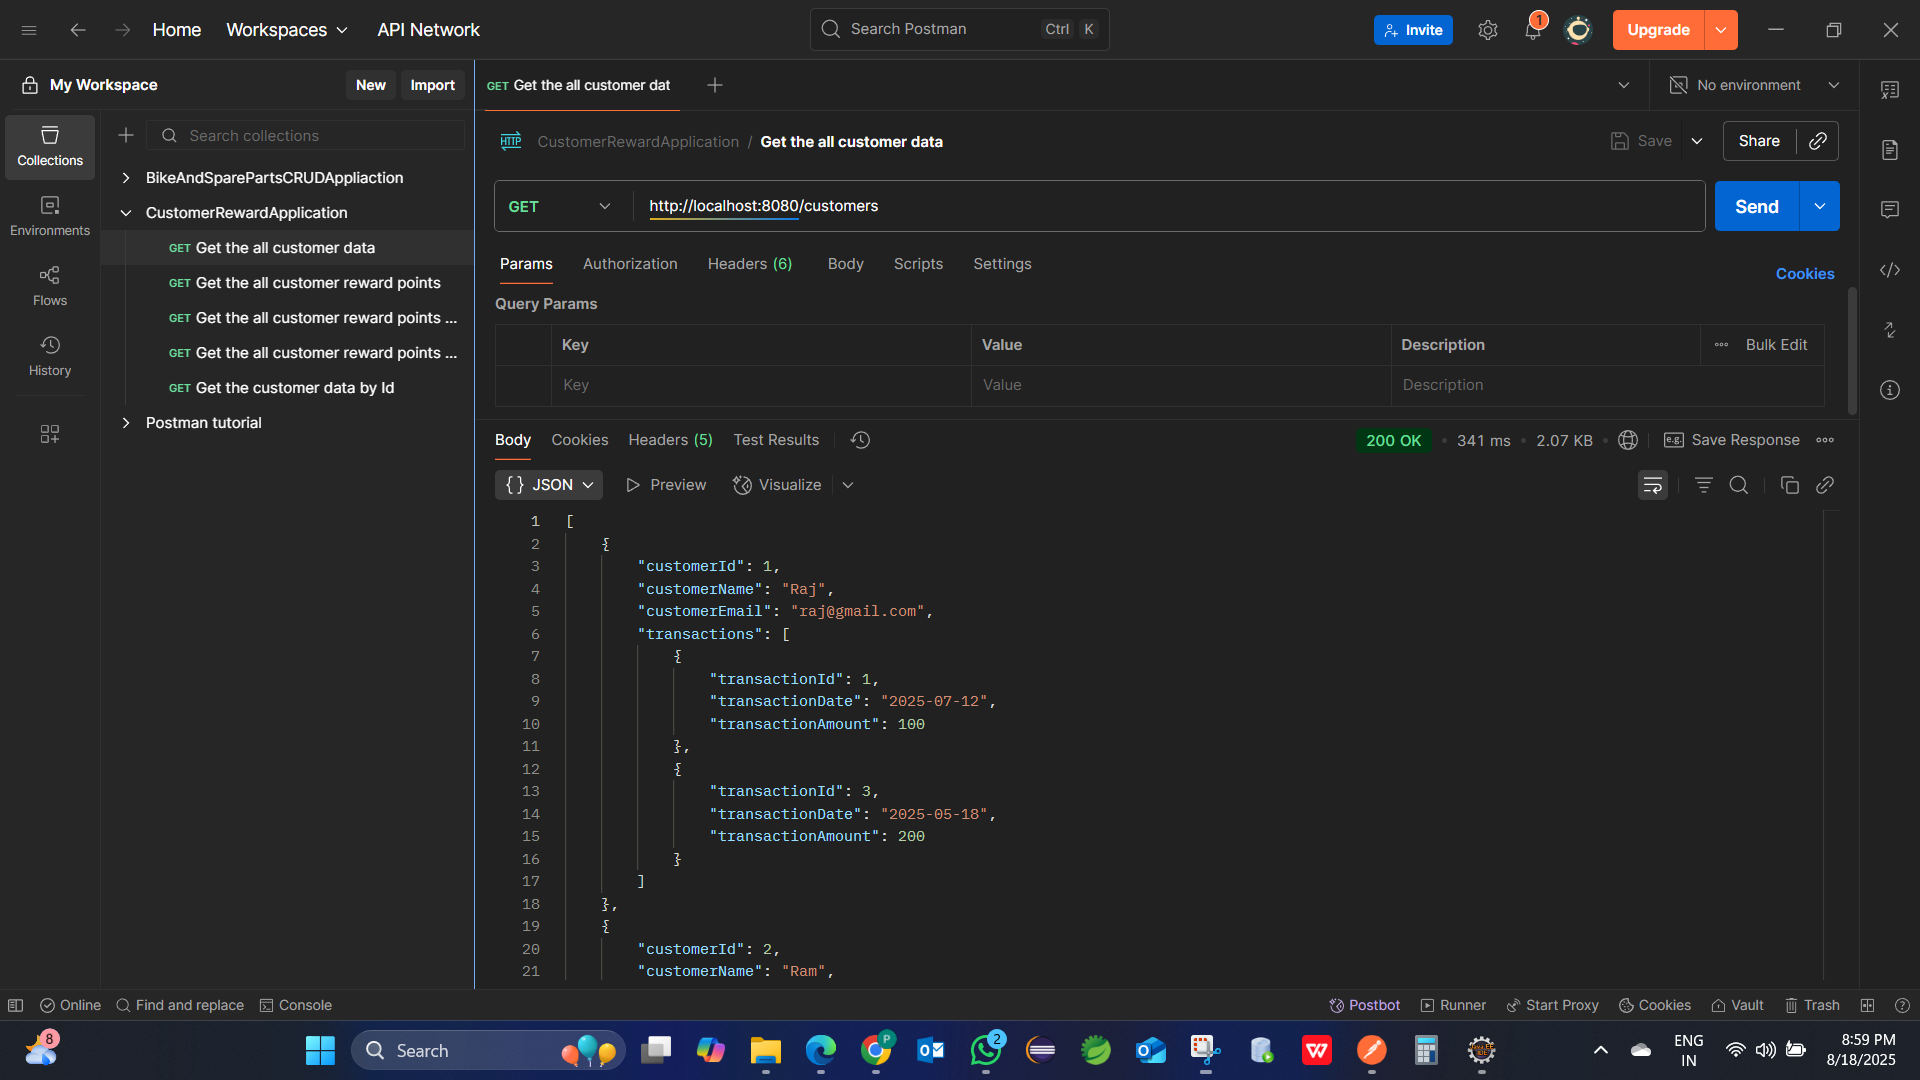 Home
Workspaces
API Network
Search Postman
Ctrl K
Invite
1
Upgrade
My Workspace
New
Import
GET Get the all customer dat
No environment
Collections
Environments
Flows
History
Search collections
BikeAndSparePartsCRUDAppliaction
CustomerRewardApplication
GET Get the all customer data
GET Get the all customer reward points
GET Get the all customer reward points ...
GET Get the all customer reward points ...
GET Get the customer data by Id
Postman tutorial
HTTP CustomerRewardApplication / Get the all customer data
Save
Share
GET http://localhost:8080/customers
Send
Params Authorization Headers (6) Body Scripts Settings
Cookies
Query Params
Key Value Description Bulk Edit
Key Value Description
Body Cookies Headers (5) Test Results
200 OK 341 ms 2.07 KB
e.g. Save Response
{} JSON Preview Visualize
1 [
2 {
3 "customerId": 1,
4 "customerName": "Raj",
5 "customerEmail": "raj@gmail.com",
6 "transactions": [
7 {
8 "transactionId": 1,
9 "transactionDate": "2025-07-12",
10 "transactionAmount": 100
11 },
12 {
13 "transactionId": 3,
14 "transactionDate": "2025-05-18",
15 "transactionAmount": 200
16 }
17 ]
18 },
19 {
20 "customerId": 2,
21 "customerName": "Ram",
Online Find and replace Console
Postbot Runner Start Proxy Cookies Vault Trash
8
Search
P
2
W
ENG
IN
8:59 PM
8/18/2025